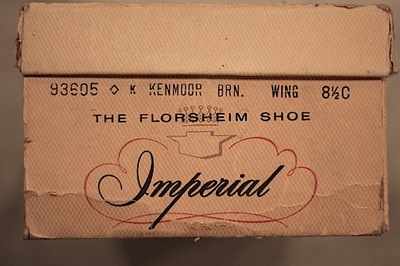 93605 ◇ K KENMOOR BRN. WING 8½C
THE FLORSHEIM SHOE
Imperial